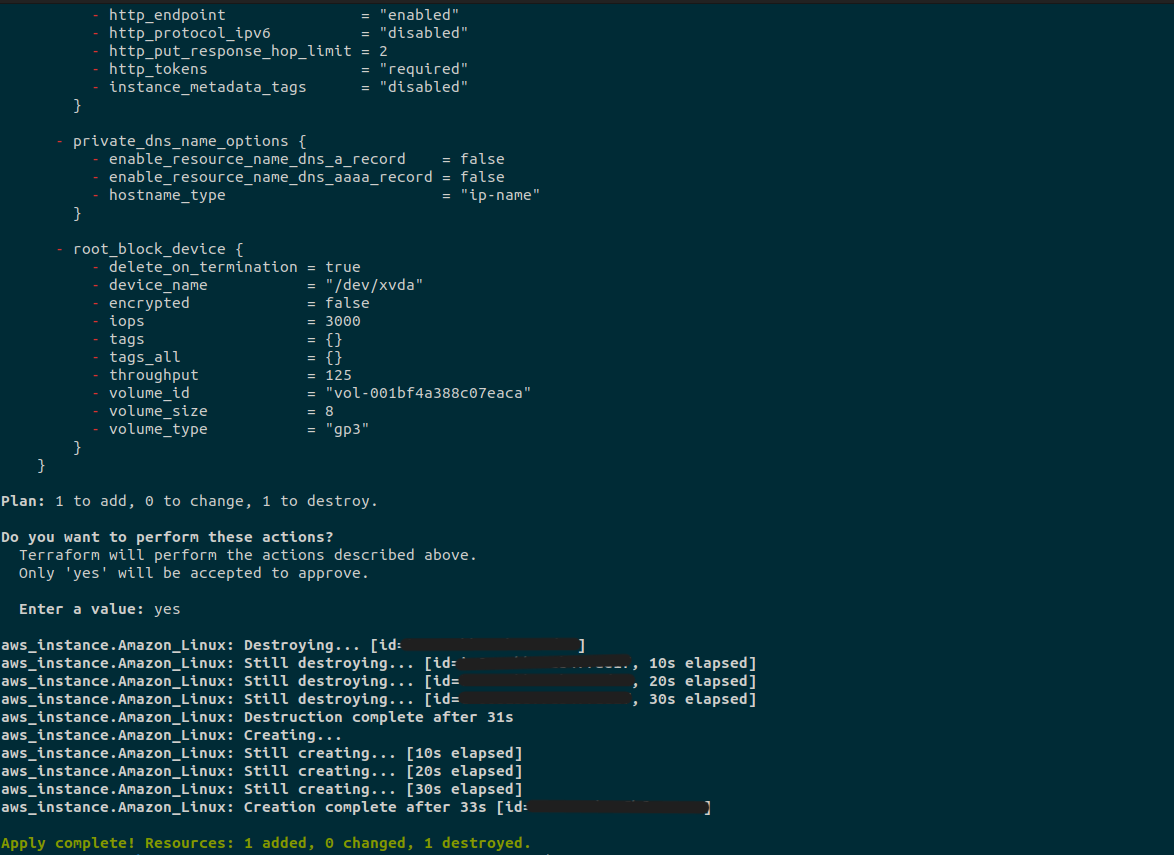 - http_endpoint = "enabled"
- http_protocol_ipv6 = "disabled"
- http_put_response_hop_limit = 2
- http_tokens = "required"
- instance_metadata_tags = "disabled"
}
- private_dns_name_options {
- enable_resource_name_dns_a_record = false
- enable_resource_name_dns_aaaa_record = false
- hostname_type = "ip-name"
}
- root_block_device {
- delete_on_termination = true
- device_name = "/dev/xvda"
- encrypted = false
- iops = 3000
- tags = {}
- tags_all = {}
- throughput = 125
- volume_id = "vol-001bf4a388c07eaca"
- volume_size = 8
- volume_type = "gp3"
}
}
Plan: 1 to add, 0 to change, 1 to destroy.
Do you want to perform these actions?
Terraform will perform the actions described above.
Only 'yes' will be accepted to approve.
Enter a value: yes
aws_instance.Amazon_Linux: Destroying... [id= ]
aws_instance.Amazon_Linux: Still destroying... [id= , 10s elapsed]
aws_instance.Amazon_Linux: Still destroying... [id= , 20s elapsed]
aws_instance.Amazon_Linux: Still destroying... [id= , 30s elapsed]
aws_instance.Amazon_Linux: Destruction complete after 31s
aws_instance.Amazon_Linux: Creating...
aws_instance.Amazon_Linux: Still creating... [10s elapsed]
aws_instance.Amazon_Linux: Still creating... [20s elapsed]
aws_instance.Amazon_Linux: Still creating... [30s elapsed]
aws_instance.Amazon_Linux: Creation complete after 33s [id= ]
Apply complete! Resources: 1 added, 0 changed, 1 destroyed.